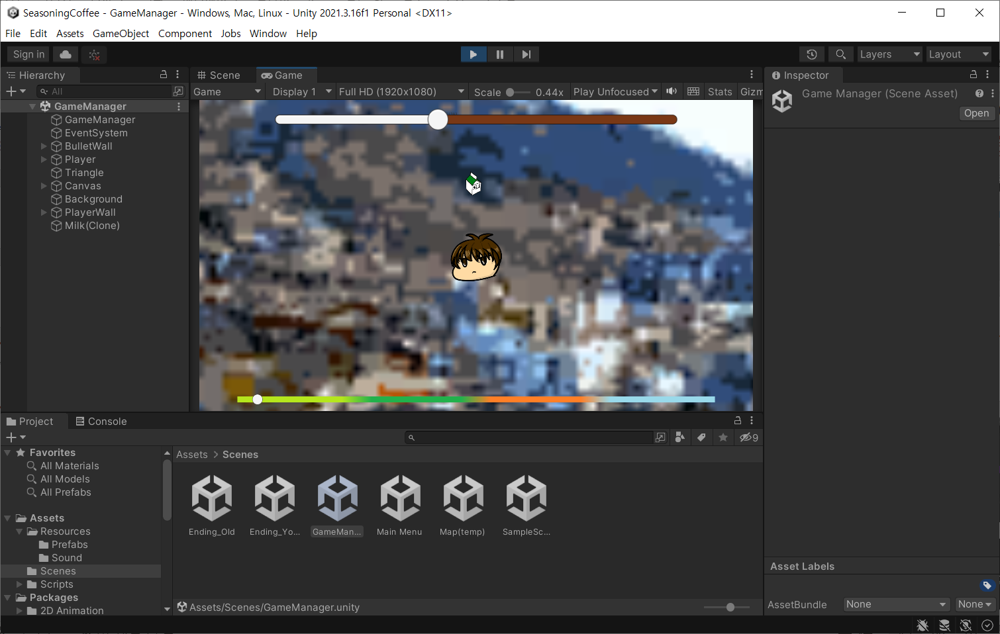 SeasoningCoffee - GameManager - Windows, Mac, Linux - Unity 2021.3.16f1 Personal <DX11>
File Edit Assets GameObject Component Jobs Window Help
Sign in
Layers
Layout
Hierarchy
All
GameManager
GameManager
EventSystem
BulletWall
Player
Triangle
Canvas
Background
PlayerWall
Milk(Clone)
Scene
Game
Game
Display 1
Full HD (1920x1080)
Scale 0.44x
Play Unfocused
Stats
Gizm
Inspector
Game Manager (Scene Asset)
Open
Project
Console
9
Favorites
All Materials
All Models
All Prefabs
Assets
Resources
Prefabs
Sound
Scenes
Scripts
Packages
2D Animation
Assets > Scenes
Ending_Old
Ending_Yo...
GameMan...
Main Menu
Map(temp)
SampleSc...
Assets/Scenes/GameManager.unity
Asset Labels
AssetBundle
None
None